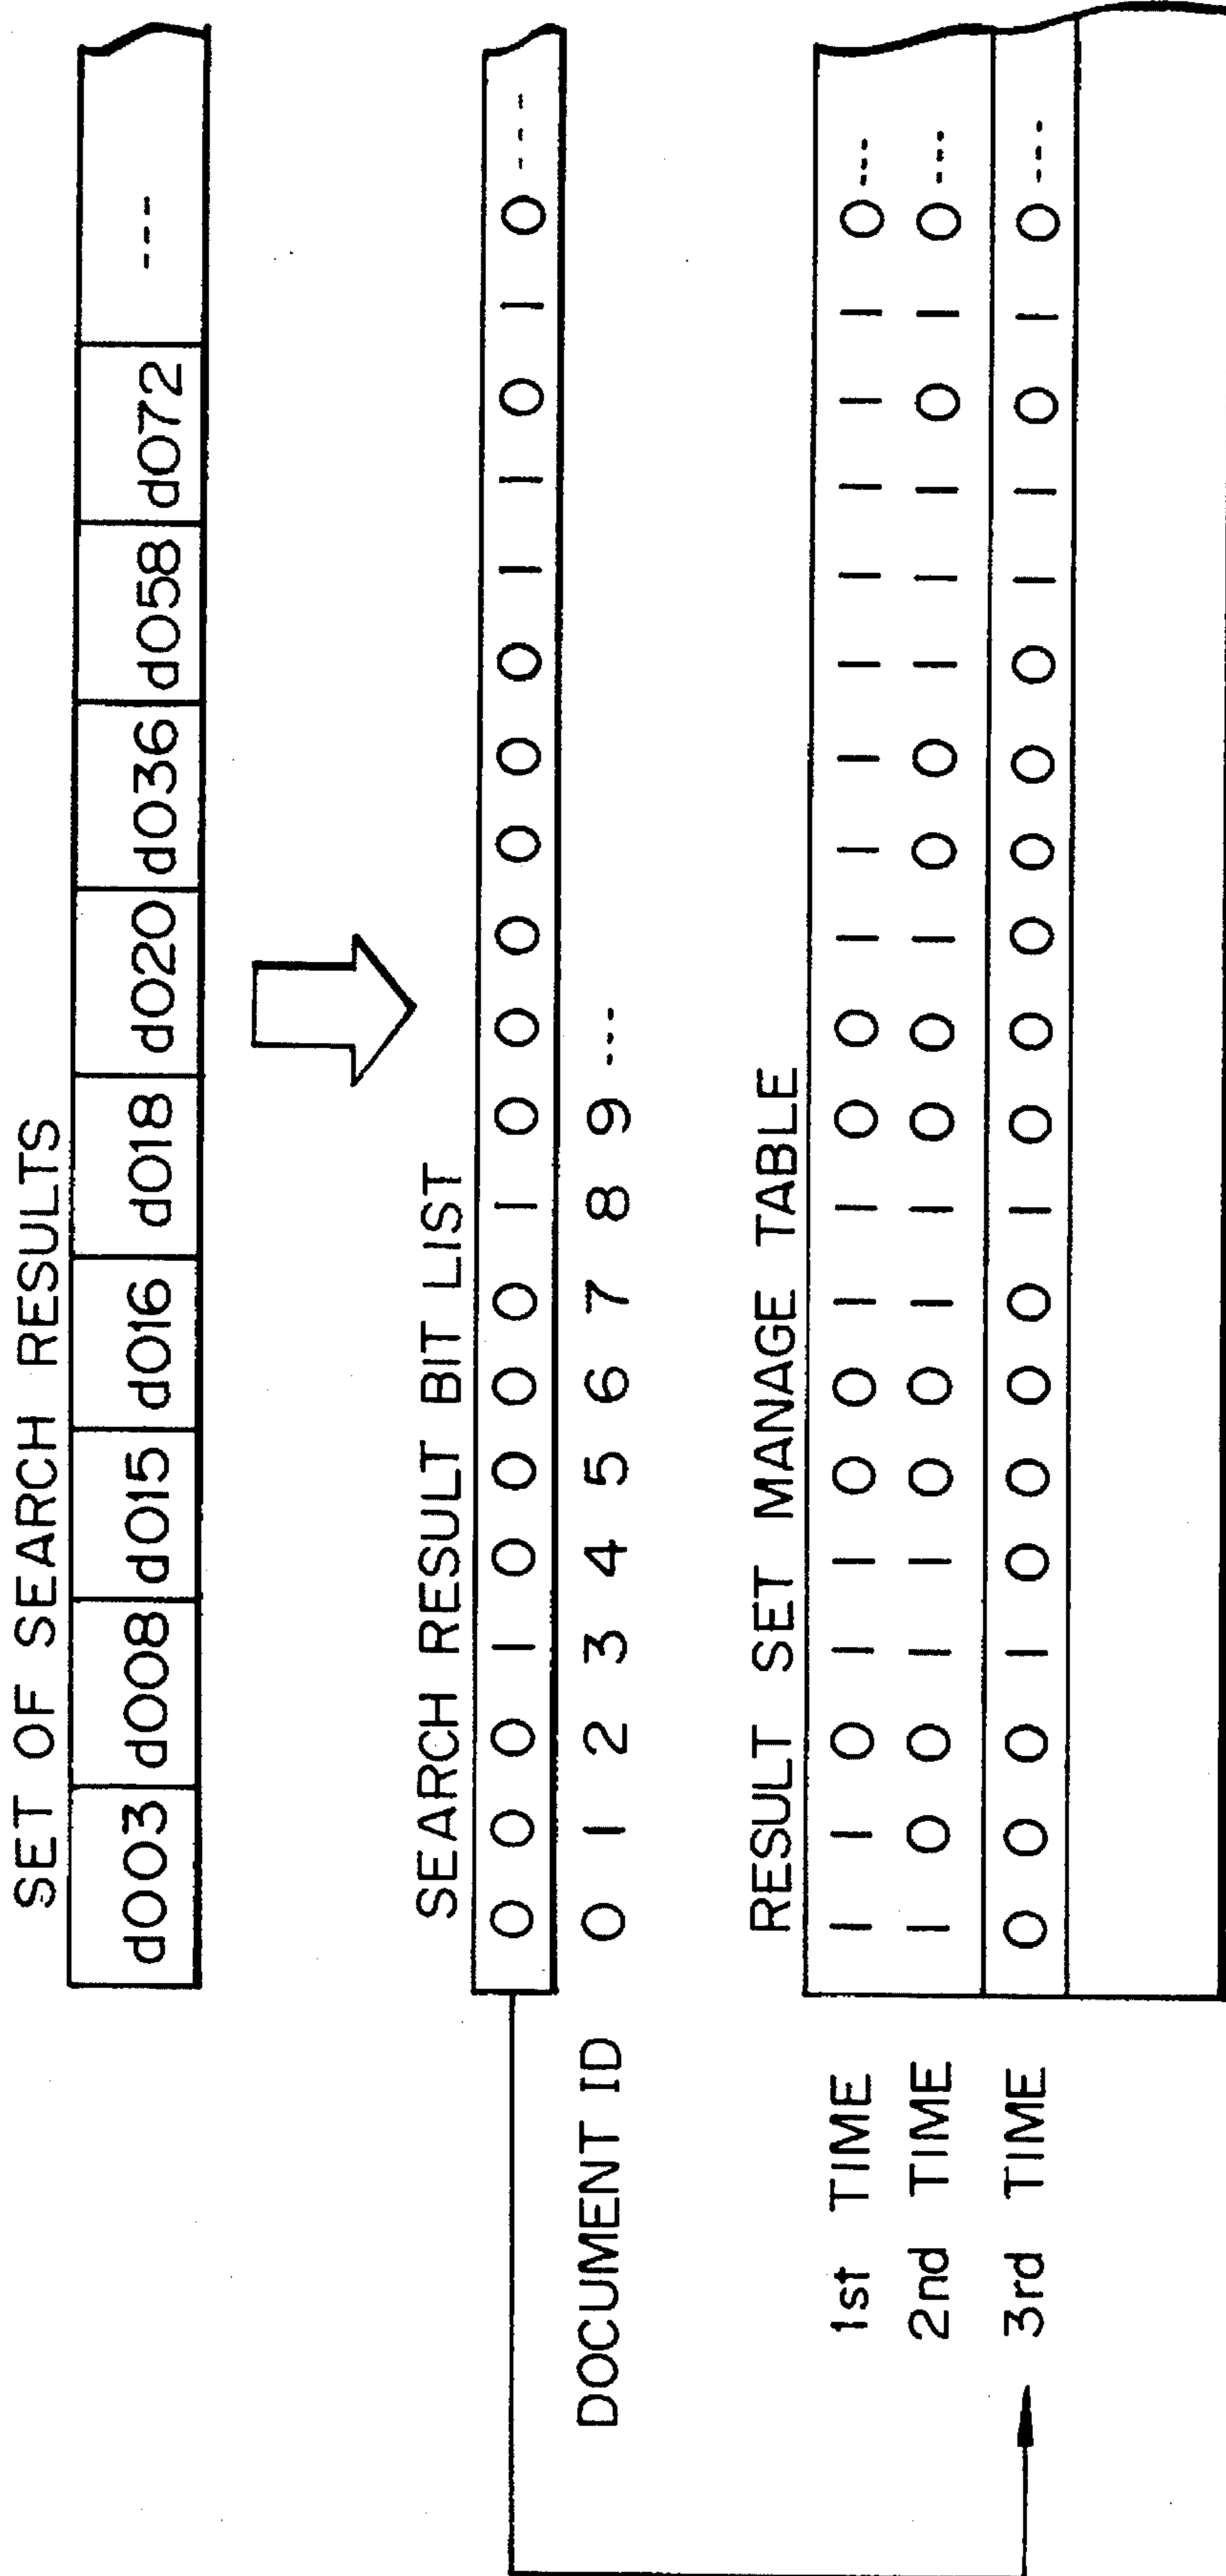 SET OF SEARCH RESULTS
d003 d008 d015 d016 d018 d020 d036 d058 d072 ---
SEARCH RESULT BIT LIST
0 0 0 1 0 0 0 0 1 0 0 0 0 0 0 1 1 0 1 0 ---
DOCUMENT ID 0 1 2 3 4 5 6 7 8 9 ---
RESULT SET MANAGE TABLE
1st TIME 1 1 0 1 1 0 0 1 1 0 0 1 1 1 1 1 1 1 1 0 ---
2nd TIME 1 0 0 1 1 0 0 1 1 0 0 1 0 0 1 1 1 0 1 0 ----
3rd TIME 0 0 0 1 0 0 0 0 1 0 0 0 0 0 0 1 1 0 1 0 ----